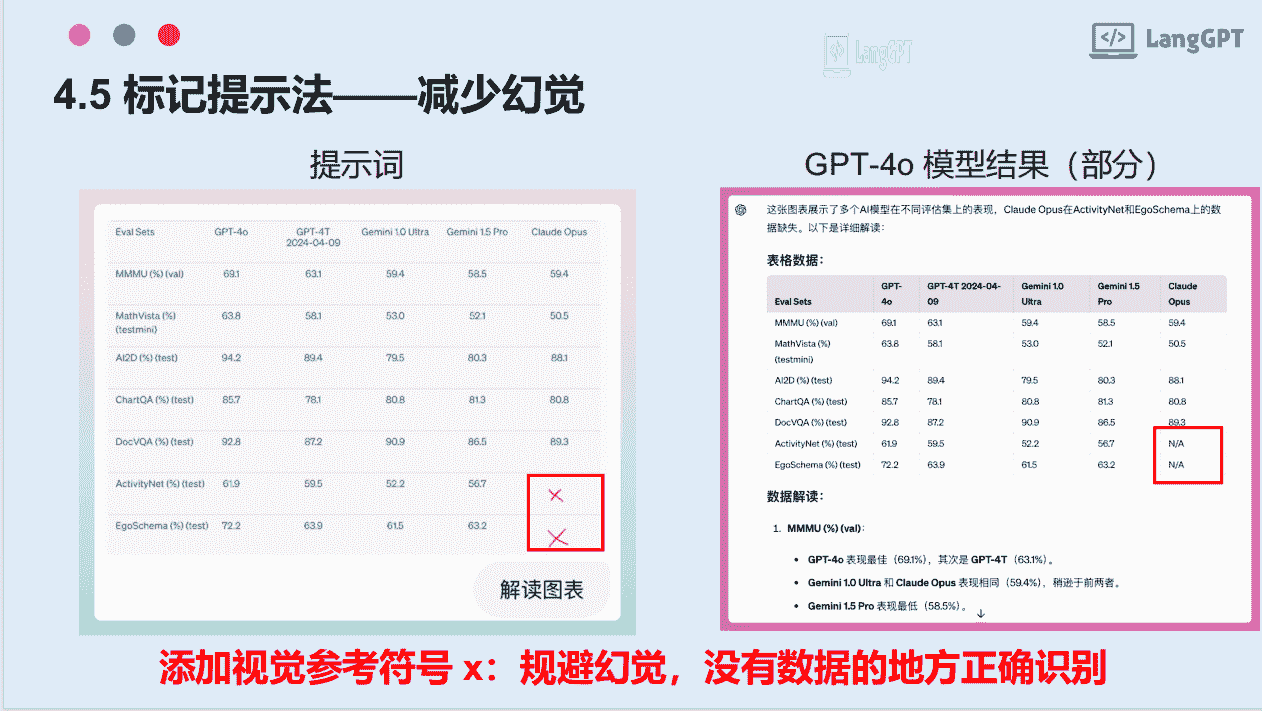 LangGPT
LangGPT
4.5 标记提示法——减少幻觉
提示词
Eval Sets GPT-4o GPT-4T 2024-04-09 Gemini 1.0 Ultra Gemini 1.5 Pro Claude Opus
MMMU (%) (val) 69.1 63.1 59.4 58.5 59.4
MathVista (%) (testmini) 63.8 58.1 53.0 52.1 50.5
AI2D (%) (test) 94.2 89.4 79.5 80.3 88.1
ChartQA (%) (test) 85.7 78.1 80.8 81.3 80.8
DocVQA (%) (test) 92.8 87.2 90.9 86.5 89.3
ActivityNet (%) (test) 61.9 59.5 52.2 56.7 ×
EgoSchema (%) (test) 72.2 63.9 61.5 63.2 ×
解读图表
GPT-4o 模型结果（部分）
这张图表展示了多个AI模型在不同评估集上的表现，Claude Opus在ActivityNet和EgoSchema上的数
据缺失。以下是详细解读：
表格数据：
Eval Sets GPT-4o GPT-4T 2024-04-09 Gemini 1.0 Ultra Gemini 1.5 Pro Claude Opus
MMMU (%) (val) 69.1 63.1 59.4 58.5 59.4
MathVista (%) (testmini) 63.8 58.1 53.0 52.1 50.5
AI2D (%) (test) 94.2 89.4 79.5 80.3 88.1
ChartQA (%) (test) 85.7 78.1 80.8 81.3 80.8
DocVQA (%) (test) 92.8 87.2 90.9 86.5 89.3
ActivityNet (%) (test) 61.9 59.5 52.2 56.7 N/A
EgoSchema (%) (test) 72.2 63.9 61.5 63.2 N/A
数据解读：
1. MMMU (%) (val)：
• GPT-4o 表现最佳（69.1%），其次是 GPT-4T（63.1%）。
• Gemini 1.0 Ultra 和 Claude Opus 表现相同（59.4%），稍逊于前两者。
• Gemini 1.5 Pro 表现最低（58.5%）。
添加视觉参考符号 x：规避幻觉，没有数据的地方正确识别